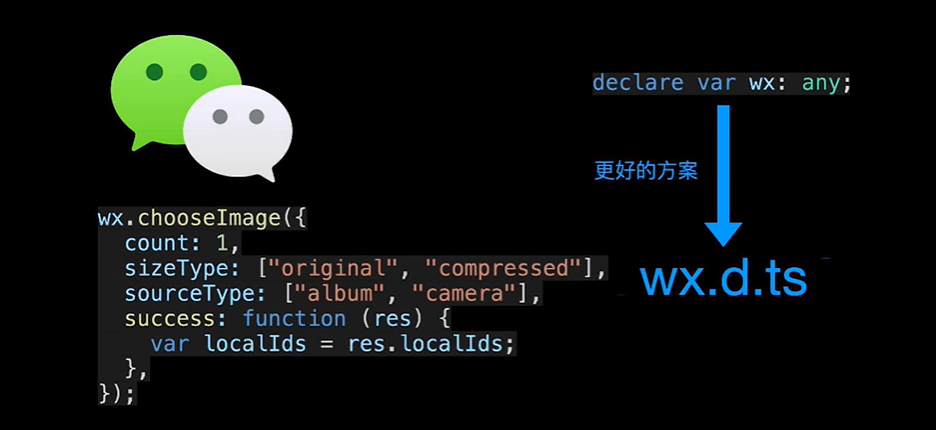 declare var wx: any;
更好的方案
wx.d.ts
wx.chooseImage({
  count: 1,
  sizeType: ["original", "compressed"],
  sourceType: ["album", "camera"],
  success: function (res) {
    var localIds = res.localIds;
  },
});